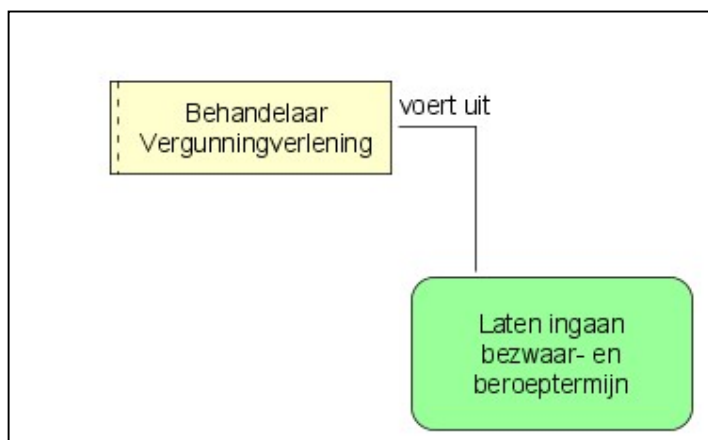 Behandelaar
Vergunningverlening
voert uit
Laten ingaan
bezwaar- en
beroeptermijn